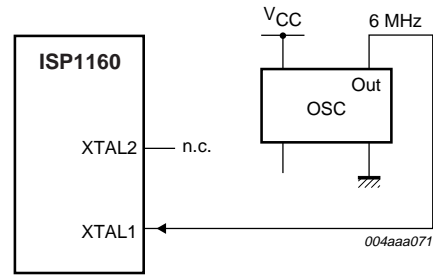 VCC
6 MHz
ISP1160
Out
OSC
XTAL2
n.c.
XTAL1
004aaa071